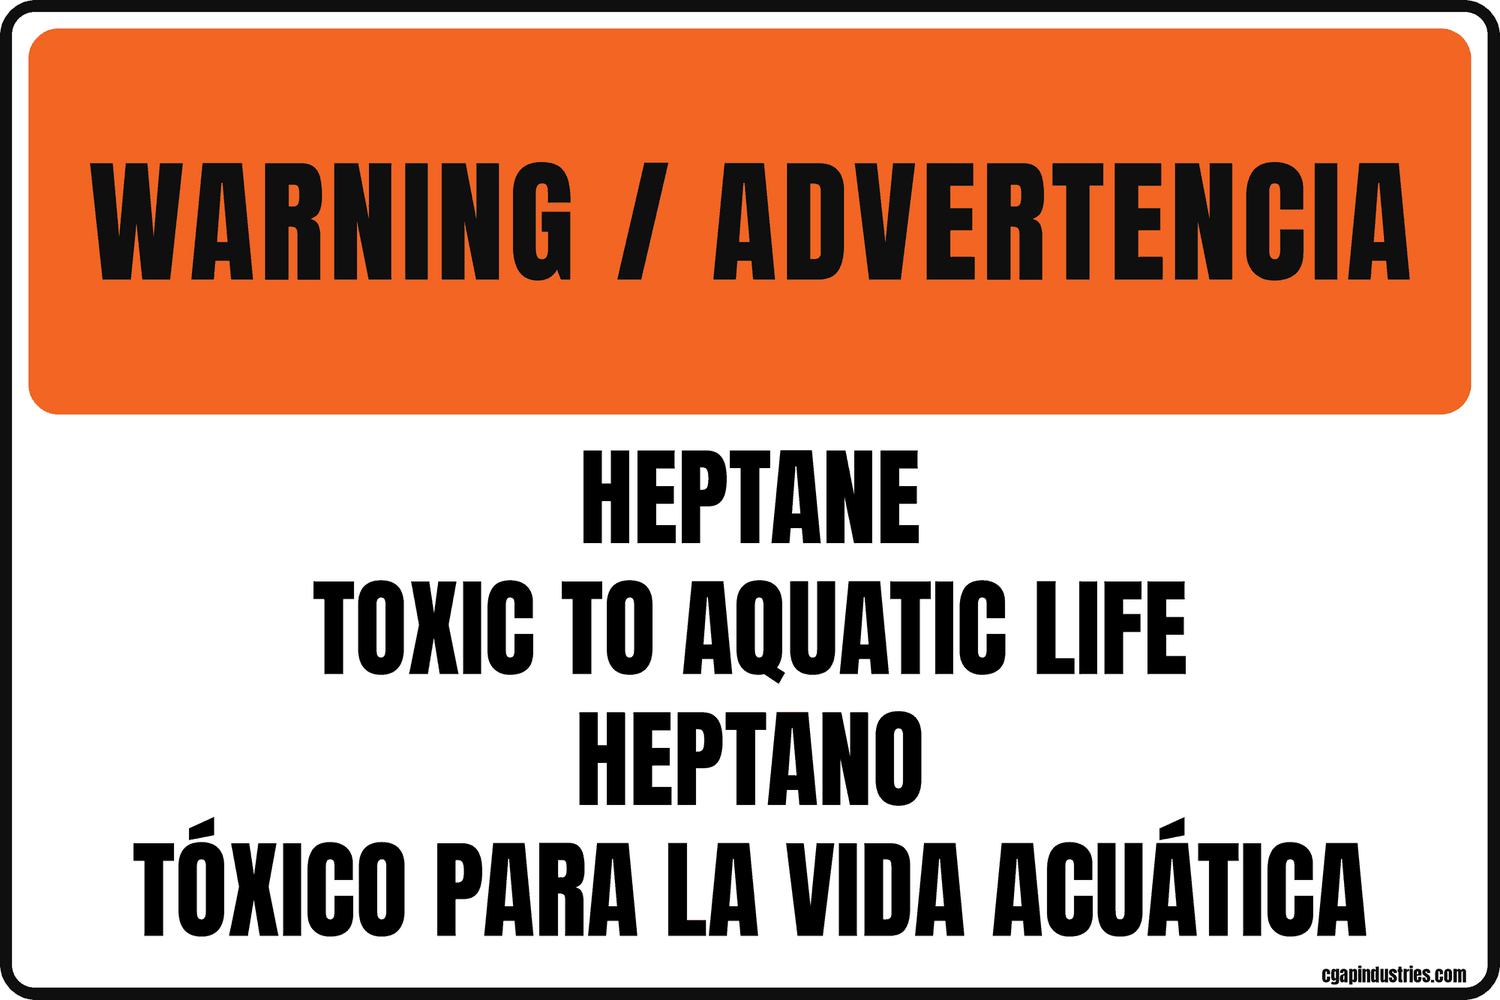 WARNING / ADVERTENCIA
HEPTANE
TOXIC TO AQUATIC LIFE
HEPTANO
TÓXICO PARA LA VIDA ACUÁTICA
cgapindustries.com